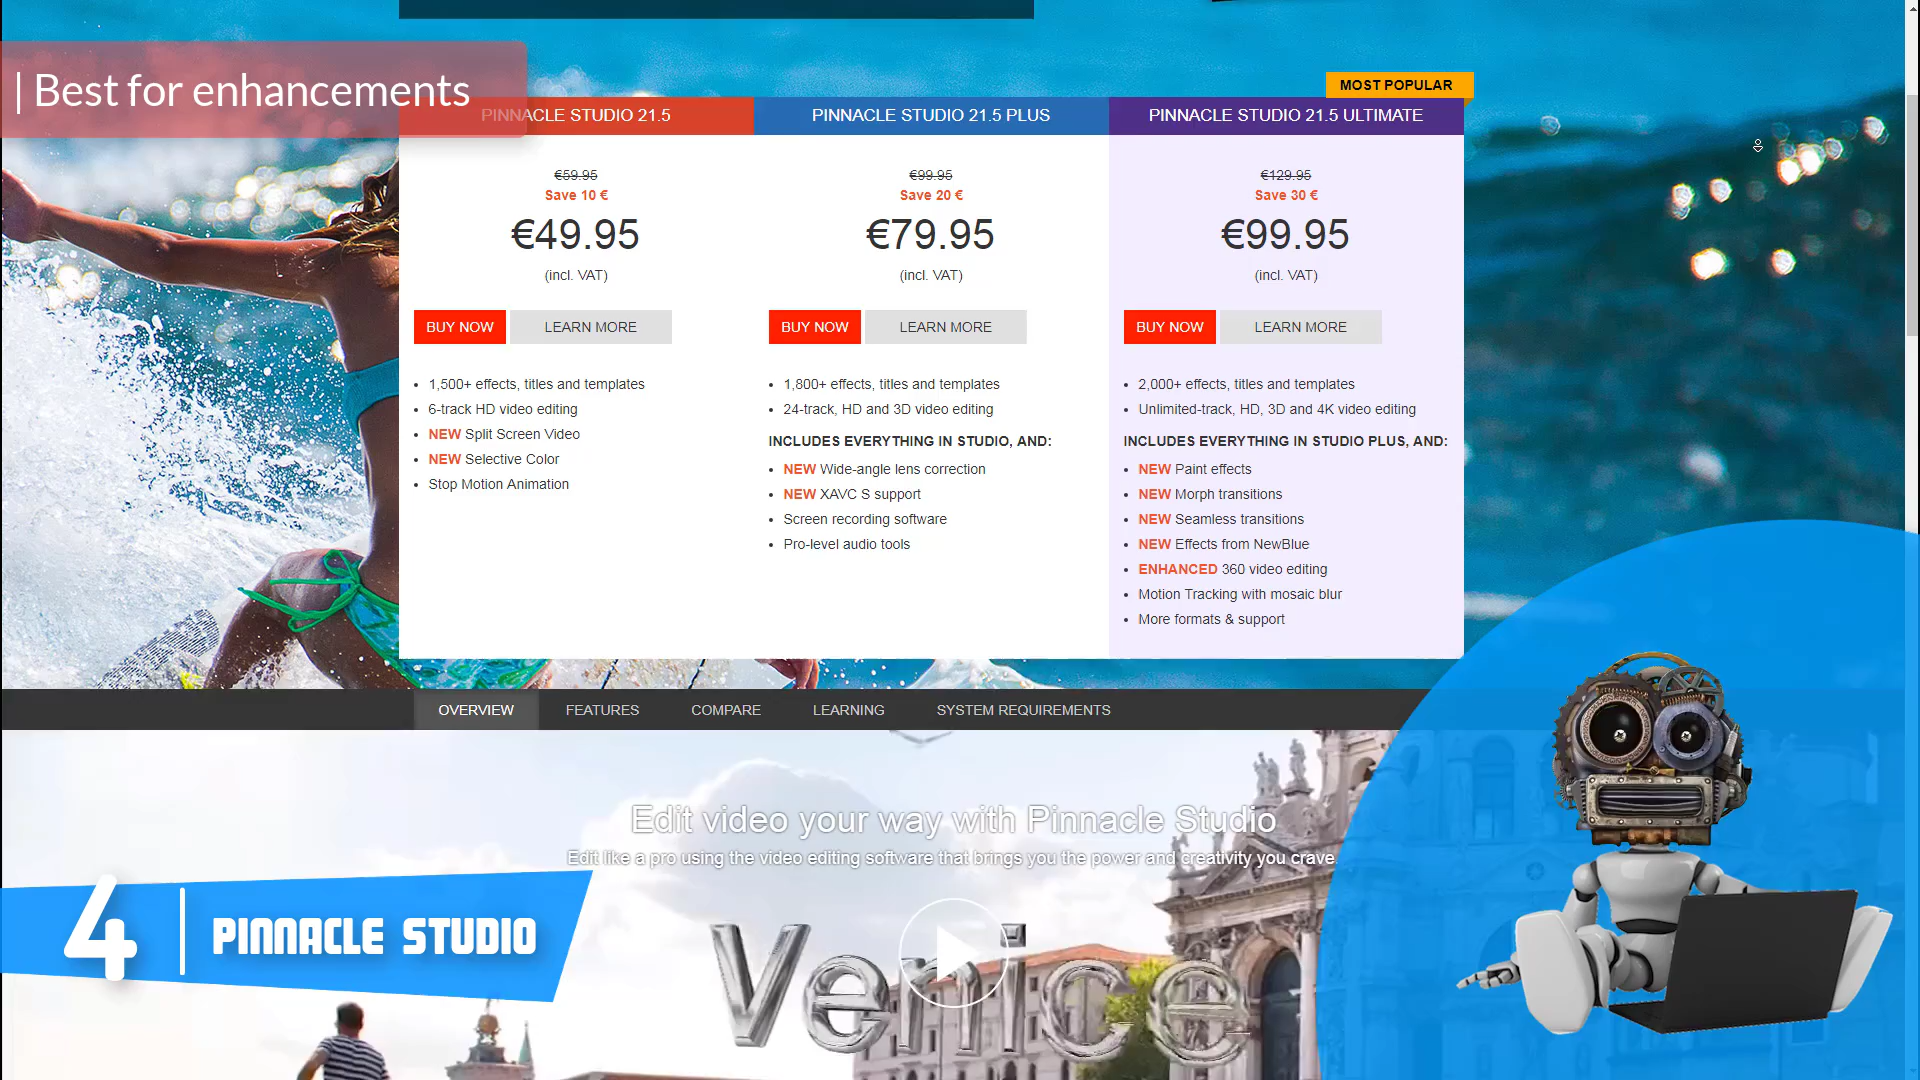 | Best for enhancements
MOST POPULAR
PINNACLE STUDIO 21.5
€59.95
Save 10 €
€49.95
(incl. VAT)
BUY NOW
LEARN MORE
1,500+ effects, titles and templates
6-track HD video editing
NEW Split Screen Video
NEW Selective Color
Stop Motion Animation
PINNACLE STUDIO 21.5 PLUS
€99.95
Save 20 €
€79.95
(incl. VAT)
BUY NOW
LEARN MORE
1,800+ effects, titles and templates
24-track, HD and 3D video editing
INCLUDES EVERYTHING IN STUDIO, AND:
NEW Wide-angle lens correction
NEW XAVC S support
Screen recording software
Pro-level audio tools
PINNACLE STUDIO 21.5 ULTIMATE
€129.95
Save 30 €
€99.95
(incl. VAT)
BUY NOW
LEARN MORE
2,000+ effects, titles and templates
Unlimited-track, HD, 3D and 4K video editing
INCLUDES EVERYTHING IN STUDIO PLUS, AND:
NEW Paint effects
NEW Morph transitions
NEW Seamless transitions
NEW Effects from NewBlue
ENHANCED 360 video editing
Motion Tracking with mosaic blur
More formats & support
OVERVIEW FEATURES COMPARE LEARNING SYSTEM REQUIREMENTS
Edit video your way with Pinnacle Studio
Edit like a pro using the video editing software that brings you the power and creativity you crave.
Venice
4 | PINNACLE STUDIO